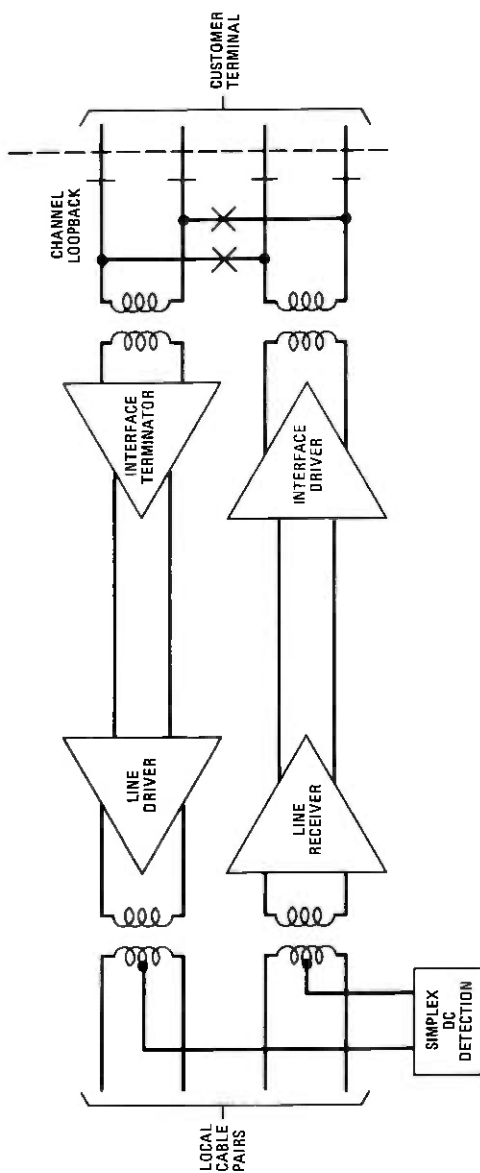 CUSTOMER
TERMINAL
CHANNEL
LOOPBACK
INTERFACE
TERMINATOR
INTERFACE
DRIVER
LINE
DRIVER
LINE
RECEIVER
LOCAL
CABLE
PAIRS
SIMPLEX
DC
DETECTION